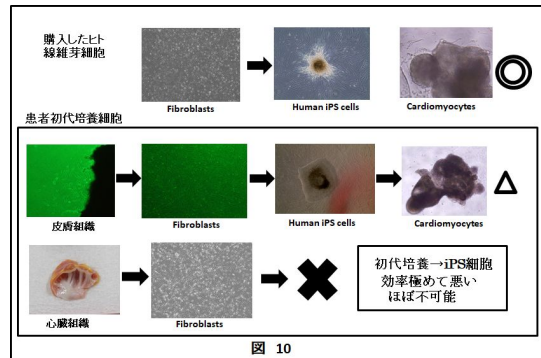 購入したヒト
線維芽細胞
Fibroblasts
Human iPS cells
Cardiomyocytes
患者初代培養細胞
皮膚組織
Fibroblasts
Human iPS cells
Cardiomyocytes
心臓組織
Fibroblasts
初代培養→iPS細胞
効率極めて悪い
ほぼ不可能
図 10